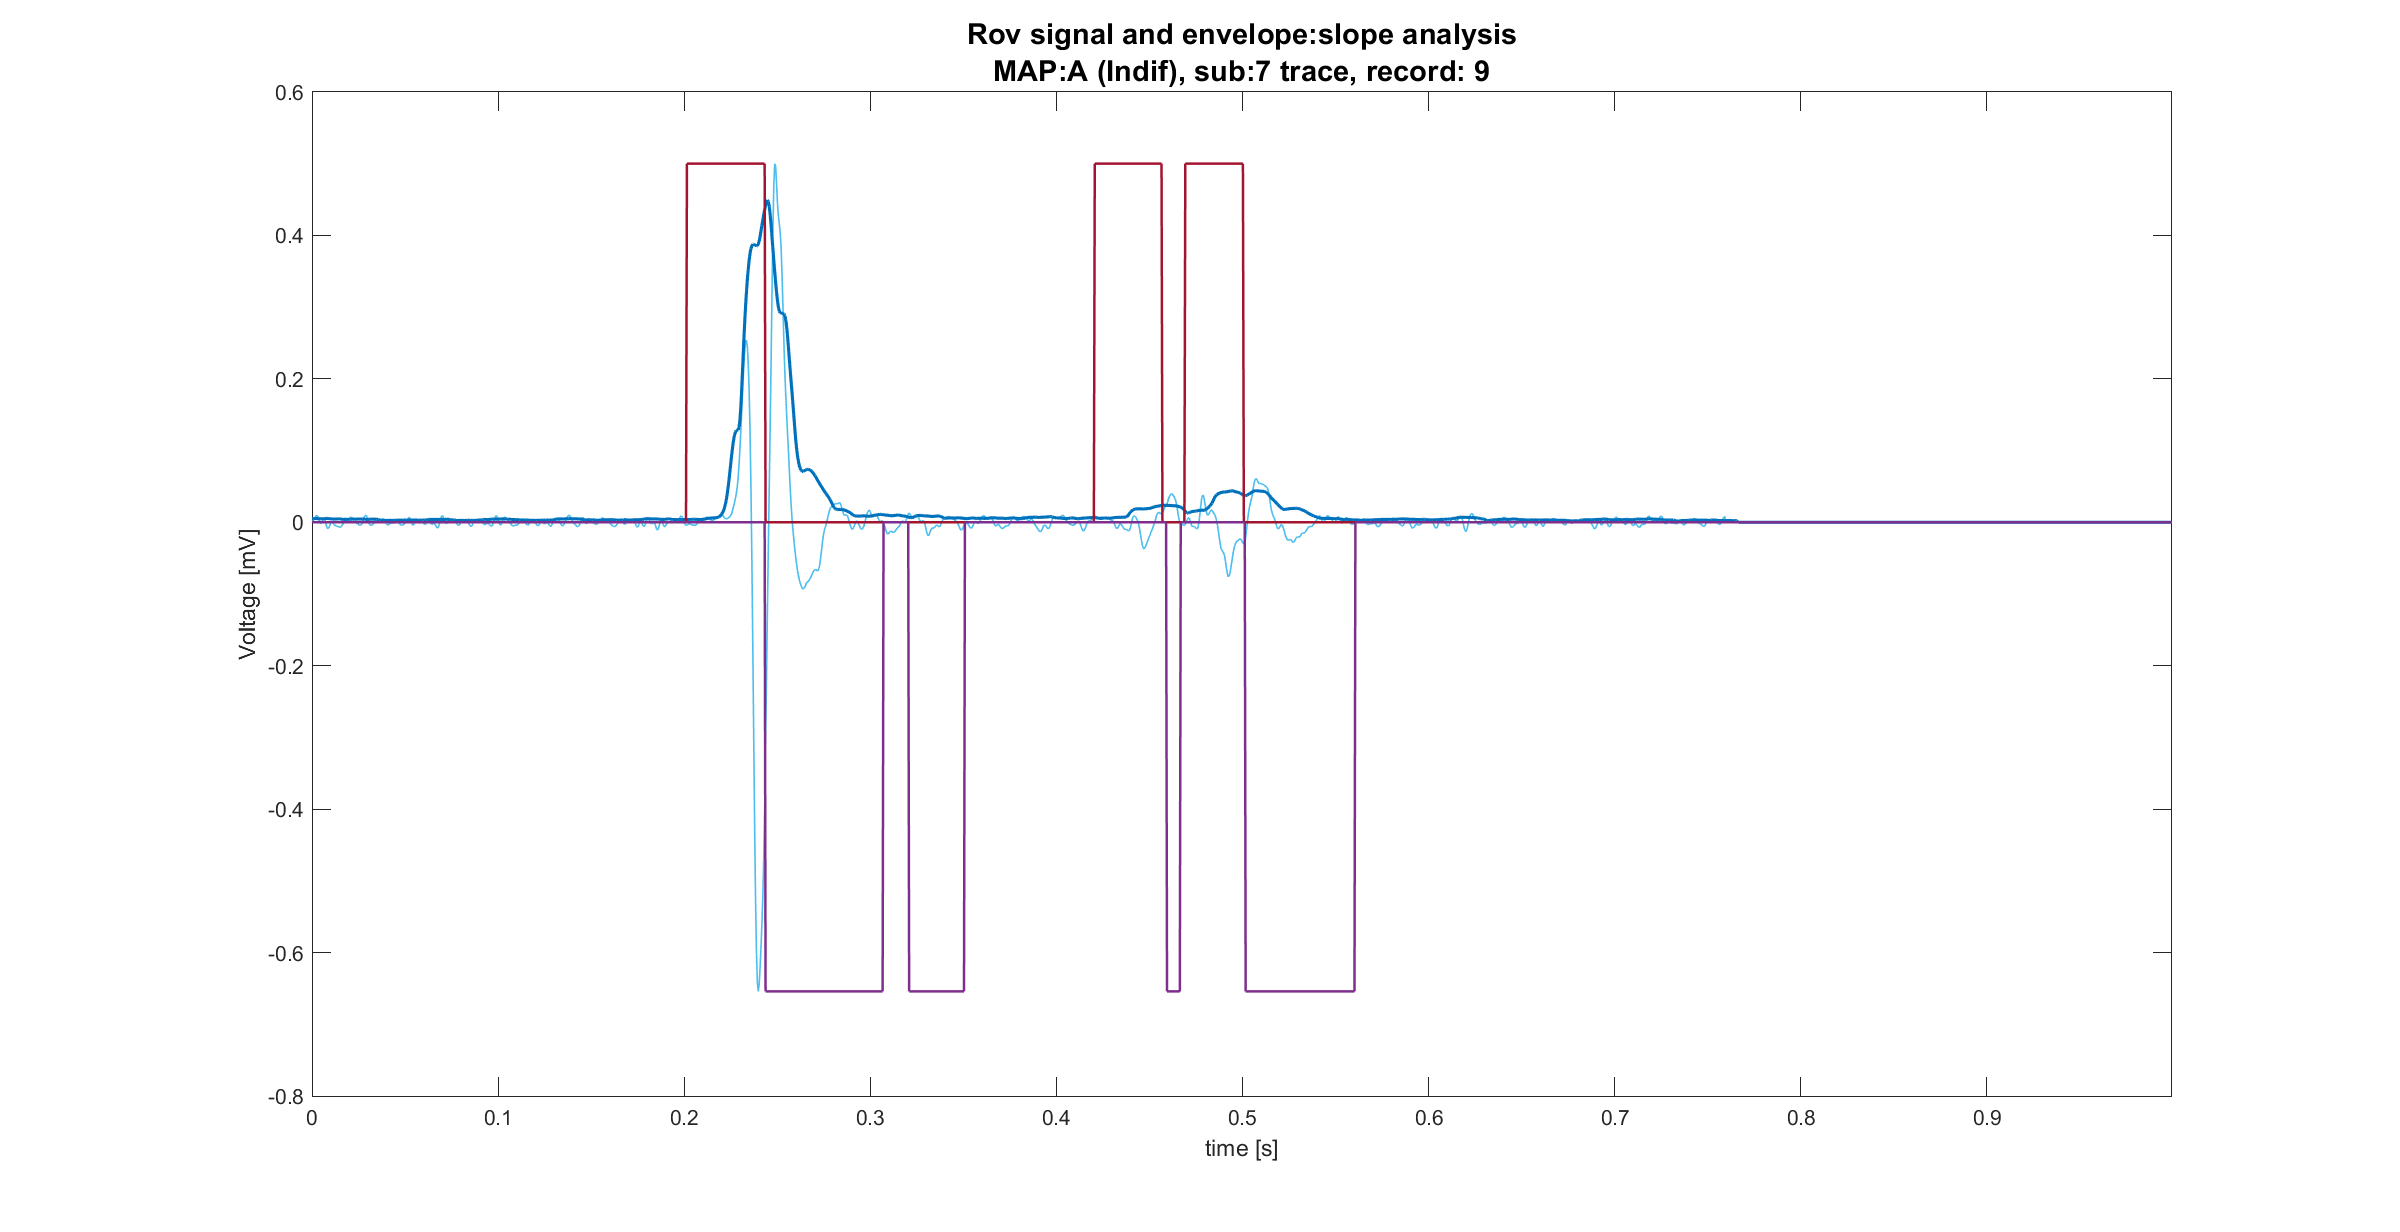 Rov signal and envelope:slope analysis
MAP:A (Indif), sub:7 trace, record: 9
0.6
0.4
0.2
0
-0.2
-0.4
-0.6
-0.8
Voltage [mV]
0 0.1 0.2 0.3 0.4 0.5 0.6 0.7 0.8 0.9
time [s]